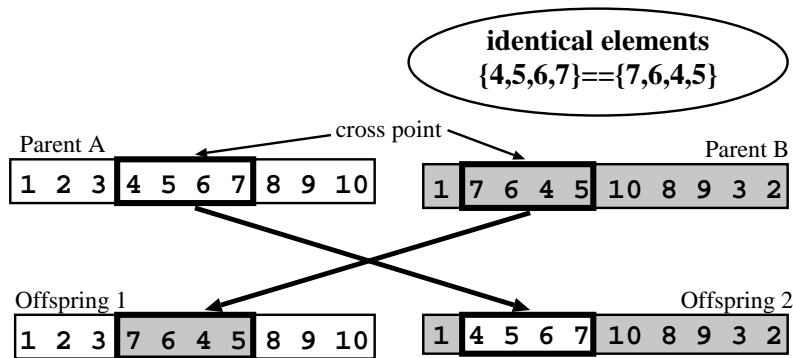 identical elements
{4,5,6,7}=={7,6,4,5}
cross point
Parent A
Parent B
1 2 3 4 5 6 7 8 9 10
1 7 6 4 5 10 8 9 3 2
Offspring 1
Offspring 2
1 2 3 7 6 4 5 8 9 10
1 4 5 6 7 10 8 9 3 2